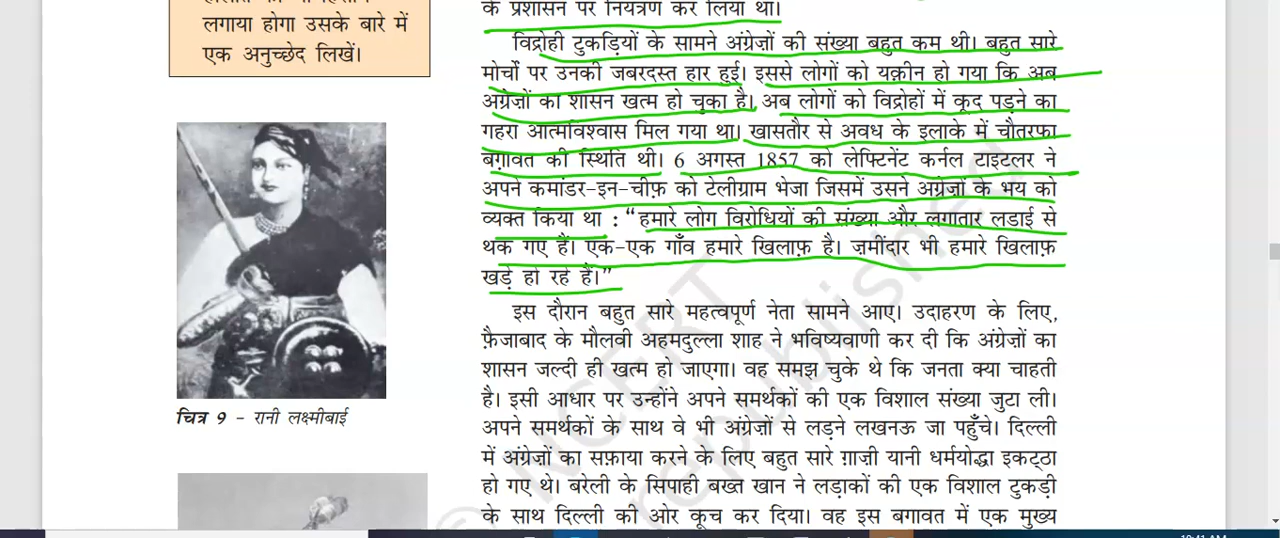 लगाया होगा उसके बारे में
एक अनुच्छेद लिखें।
चित्र 9 – रानी लक्ष्मीबाई
के प्रशासन पर नियंत्रण कर लिया था।
विद्रोही टुकड़ियों के सामने अंग्रेज़ों की संख्या बहुत कम थी। बहुत सारे
मोर्चों पर उनकी जबरदस्त हार हुई। इससे लोगों को यक़ीन हो गया कि अब
अंग्रेज़ों का शासन खत्म हो चुका है। अब लोगों को विद्रोहों में कूद पड़ने का
गहरा आत्मविश्वास मिल गया था। खासतौर से अवध के इलाके में चौतरफा
बग़ावत की स्थिति थी। 6 अगस्त 1857 को लेफ्टिनेंट कर्नल टाइटलर ने
अपने कमांडर-इन-चीफ़ को टेलीग्राम भेजा जिसमें उसने अंग्रेजों के भय को
व्यक्त किया था : “हमारे लोग विरोधियों की संख्या और लगातार लडाई से
थक गए हैं। एक-एक गाँव हमारे खिलाफ़ है। ज़मींदार भी हमारे खिलाफ़
खड़े हो रहे हैं।”
इस दौरान बहुत सारे महत्वपूर्ण नेता सामने आए। उदाहरण के लिए,
फ़ैजाबाद के मौलवी अहमदुल्ला शाह ने भविष्यवाणी कर दी कि अंग्रेजों का
शासन जल्दी ही खत्म हो जाएगा। वह समझ चुके थे कि जनता क्या चाहती
है। इसी आधार पर उन्होंने अपने समर्थकों की एक विशाल संख्या जुटा ली।
अपने समर्थकों के साथ वे भी अंग्रेजों से लड़ने लखनऊ जा पहुँचे। दिल्ली
में अंग्रेजों का सफ़ाया करने के लिए बहुत सारे ग़ाज़ी यानी धर्मयोद्धा इकट्ठा
हो गए थे। बरेली के सिपाही बख्त खान ने लड़ाकों की एक विशाल टुकड़ी
के साथ दिल्ली की ओर कूच कर दिया। वह इस बगावत में एक मुख्य
© NCERT
republished